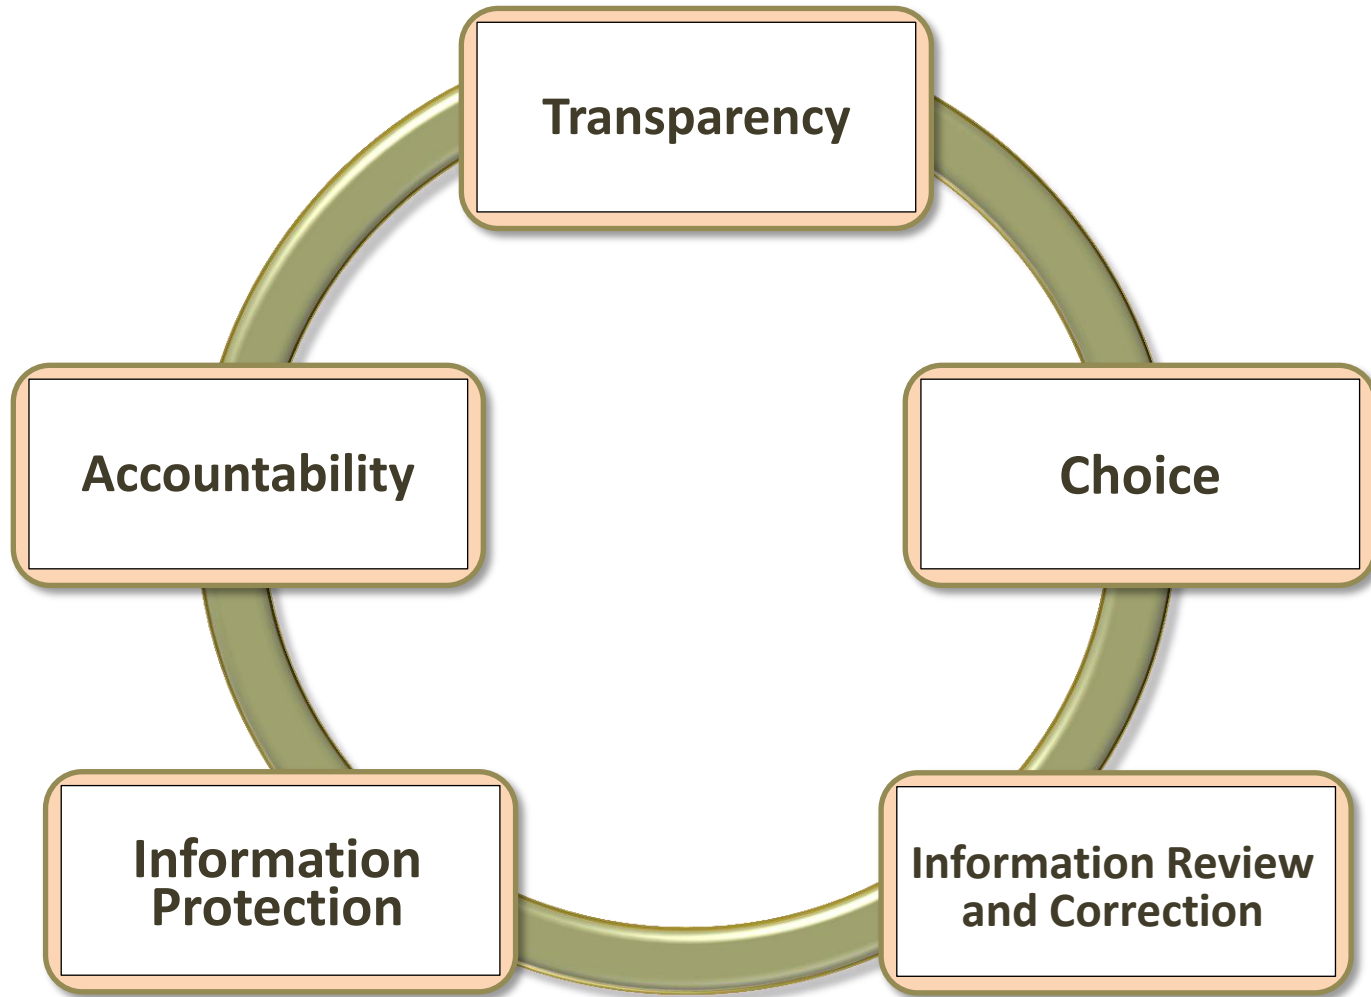 Transparency
Accountability
Choice
Information
Protection
Information Review
and Correction